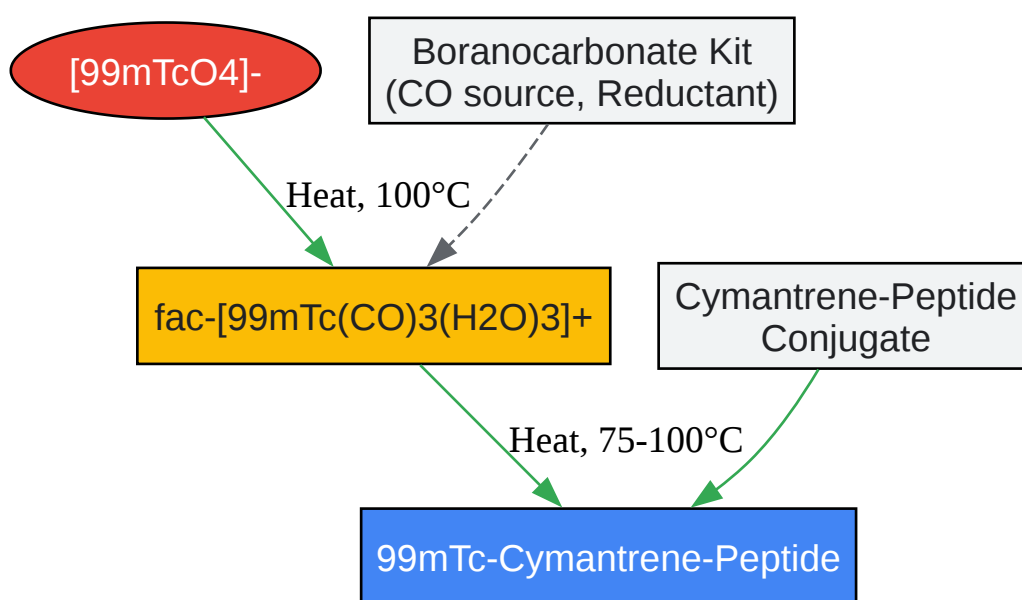 [99mTcO4]-
Boranocarbonate Kit
(CO source, Reductant)
Heat, 100°C
fac-[99mTc(CO)3(H2O)3]+
Cymantrene-Peptide
Conjugate
Heat, 75-100°C
99mTc-Cymantrene-Peptide